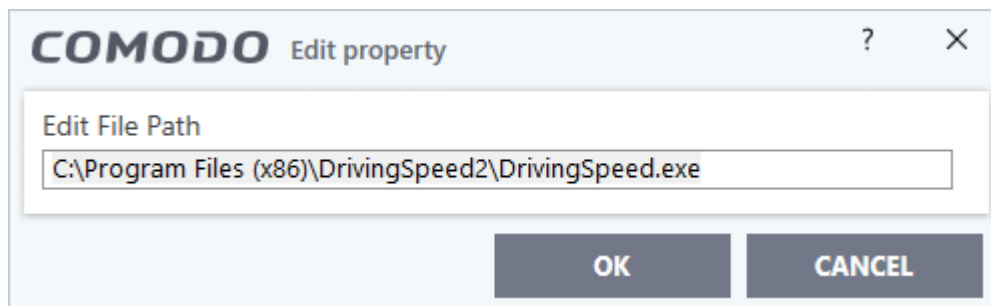 COMODO Edit property ?
Edit File Path
C:\Program Files (x86)\DrivingSpeed2\DrivingSpeed.exe
OK CANCEL